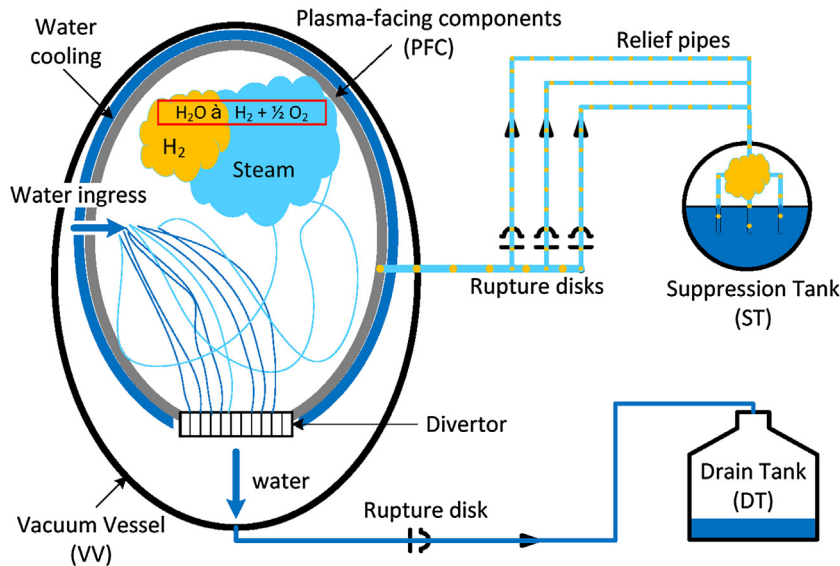 Water
cooling
Plasma-facing components
(PFC)
Relief pipes
H₂O à H₂ + ½ O₂
H₂
Steam
Water ingress
Rupture disks
Suppression Tank
(ST)
Divertor
water
Rupture disk
Drain Tank
(DT)
Vacuum Vessel
(VV)